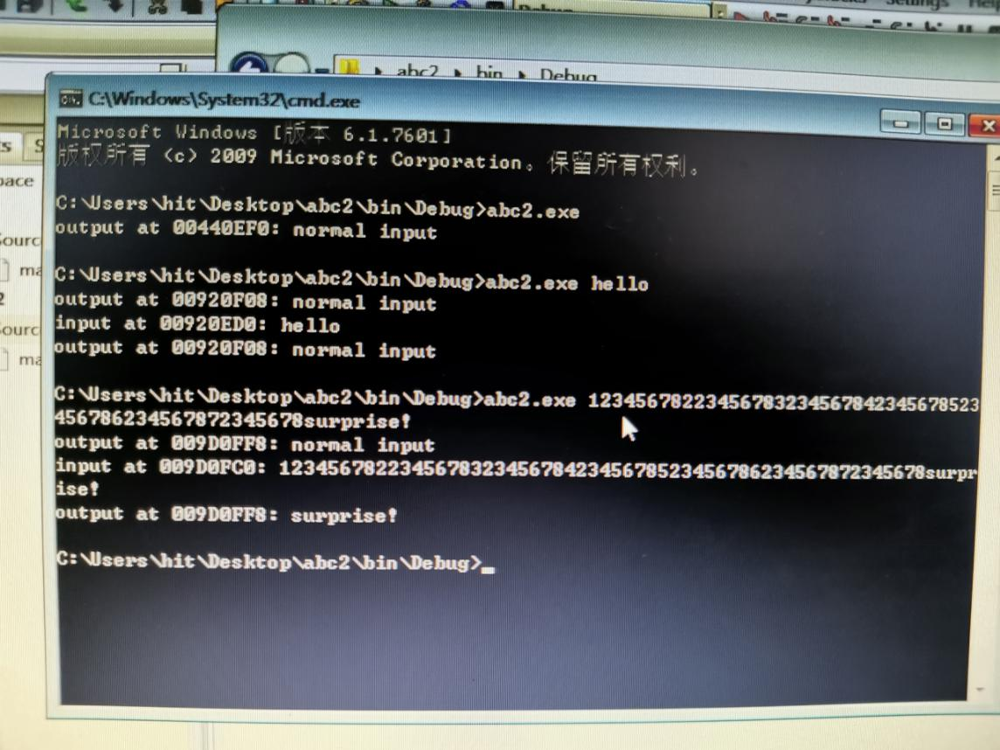 Debug
abc2 bin Debug
C:\Windows\System32\cmd.exe
Microsoft Windows [版本 6.1.7601]
版权所有 (c) 2009 Microsoft Corporation。保留所有权利。
C:\Users\hit\Desktop\abc2\bin\Debug>abc2.exe
output at 00440EF0: normal input
C:\Users\hit\Desktop\abc2\bin\Debug>abc2.exe hello
output at 00920F08: normal input
input at 00920ED0: hello
output at 00920F08: normal input
C:\Users\hit\Desktop\abc2\bin\Debug>abc2.exe 12345678223456783234567842345678523
456786234567872345678surprise!
output at 009D0FF8: normal input
input at 009D0FC0: 12345678223456783234567842345678523456786234567872345678surpr
ise!
output at 009D0FF8: surprise!
C:\Users\hit\Desktop\abc2\bin\Debug>_